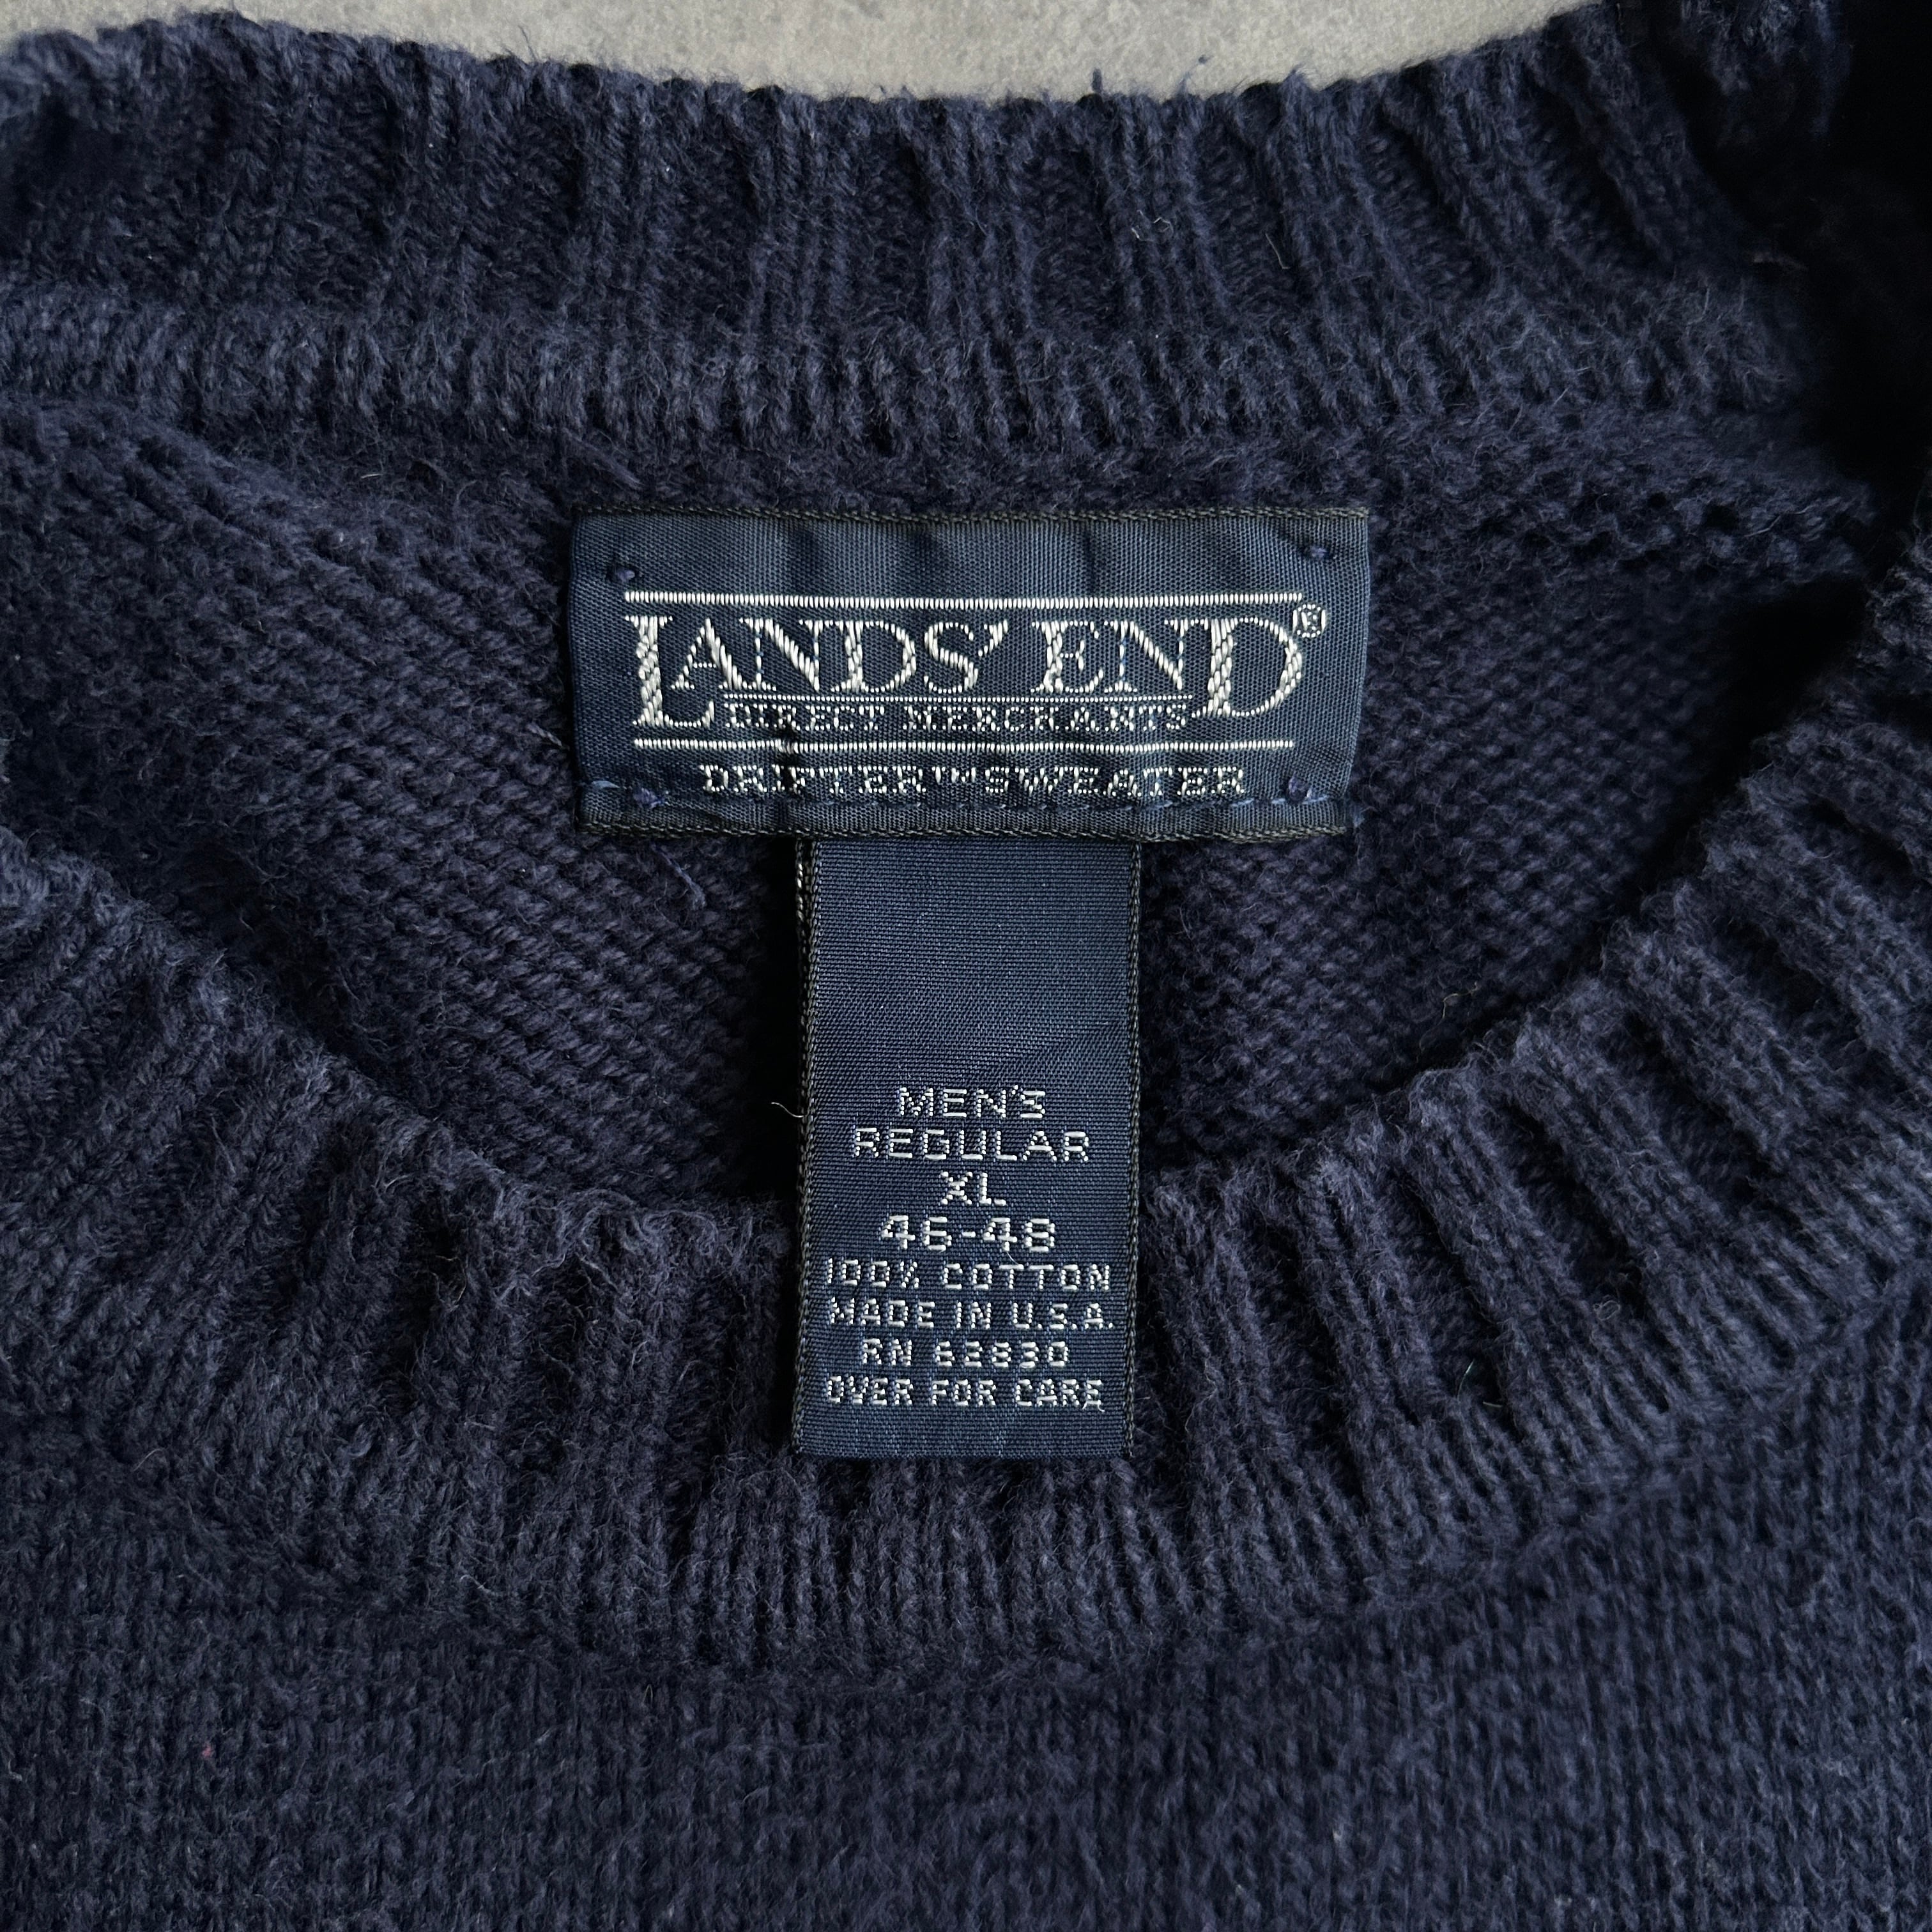 LANDS' END®
DIRECT MERCHANTS
DRIFTER™ SWEATER
MEN'S
REGULAR
XL
46-48
100% COTTON
MADE IN U.S.A.
RN 62830
OVER FOR CARE